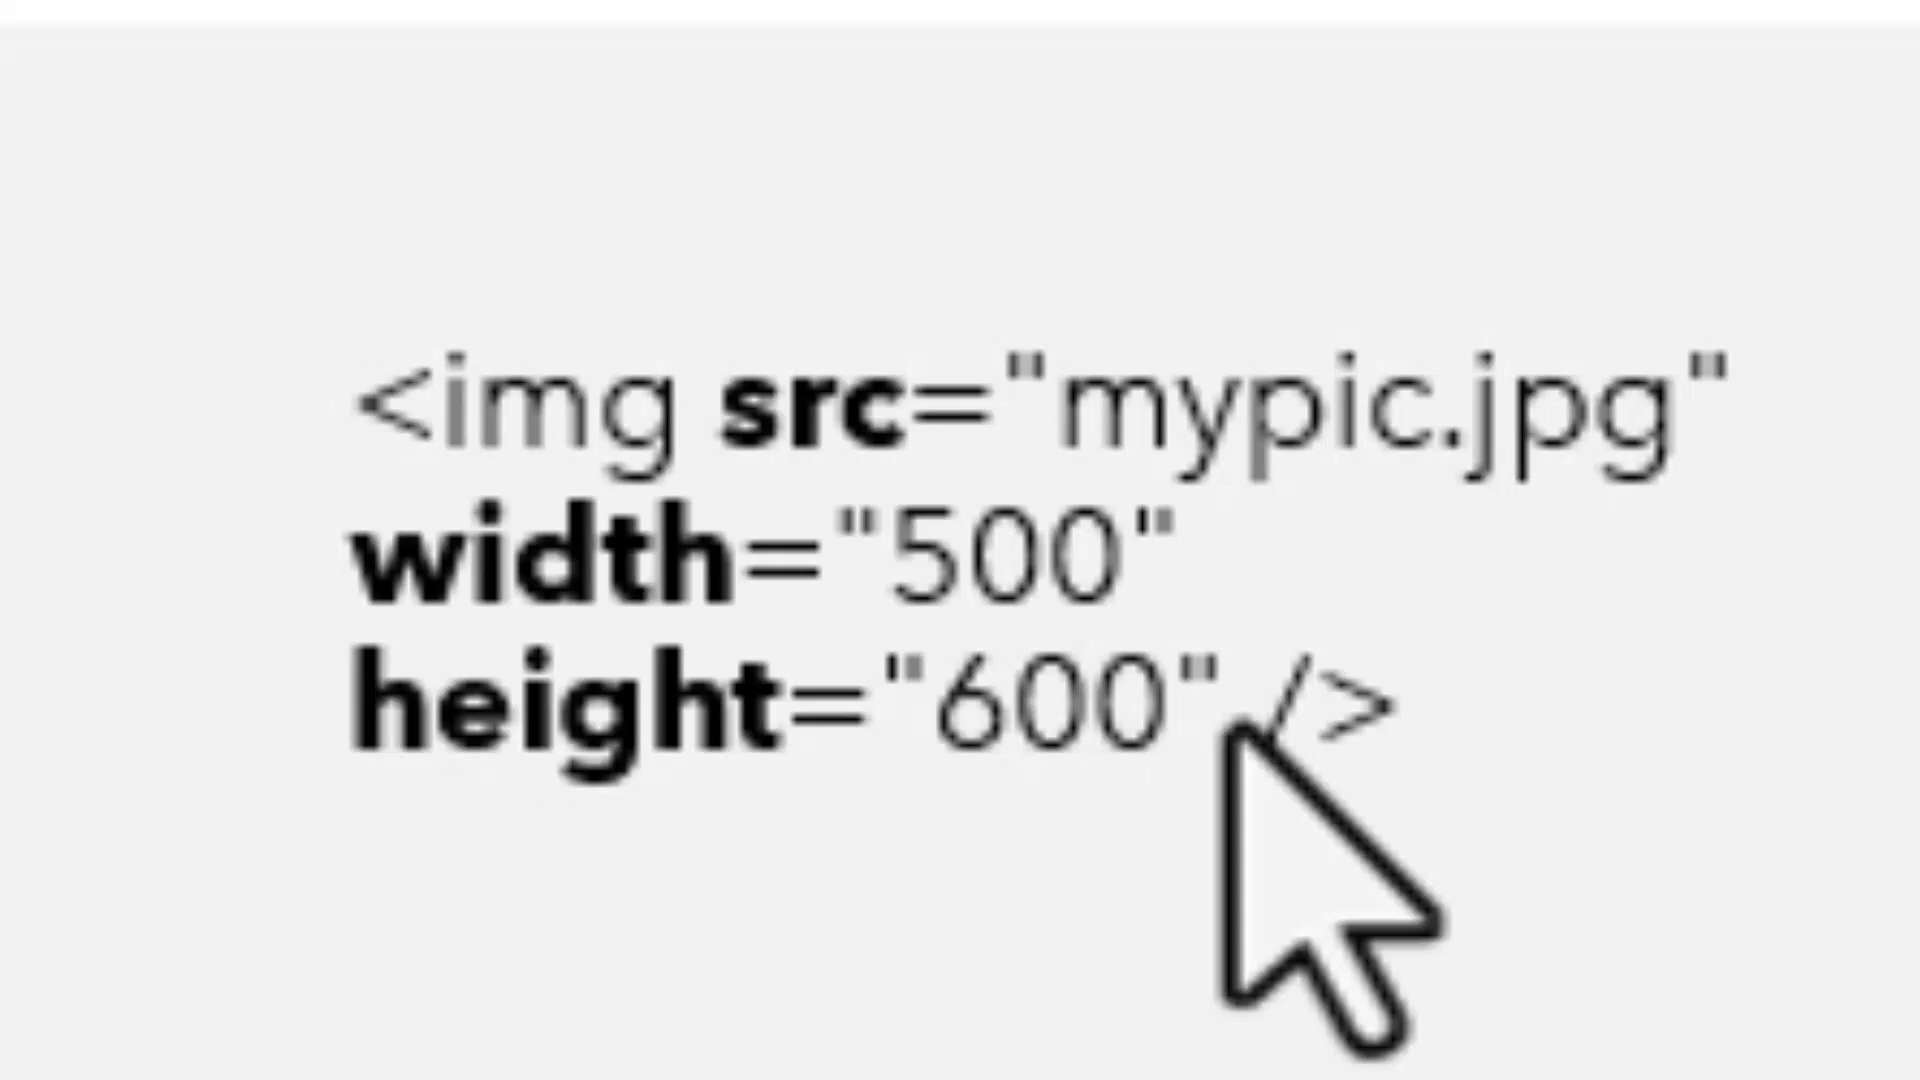 <img src="mypic.jpg"
width="500"
height="600" />